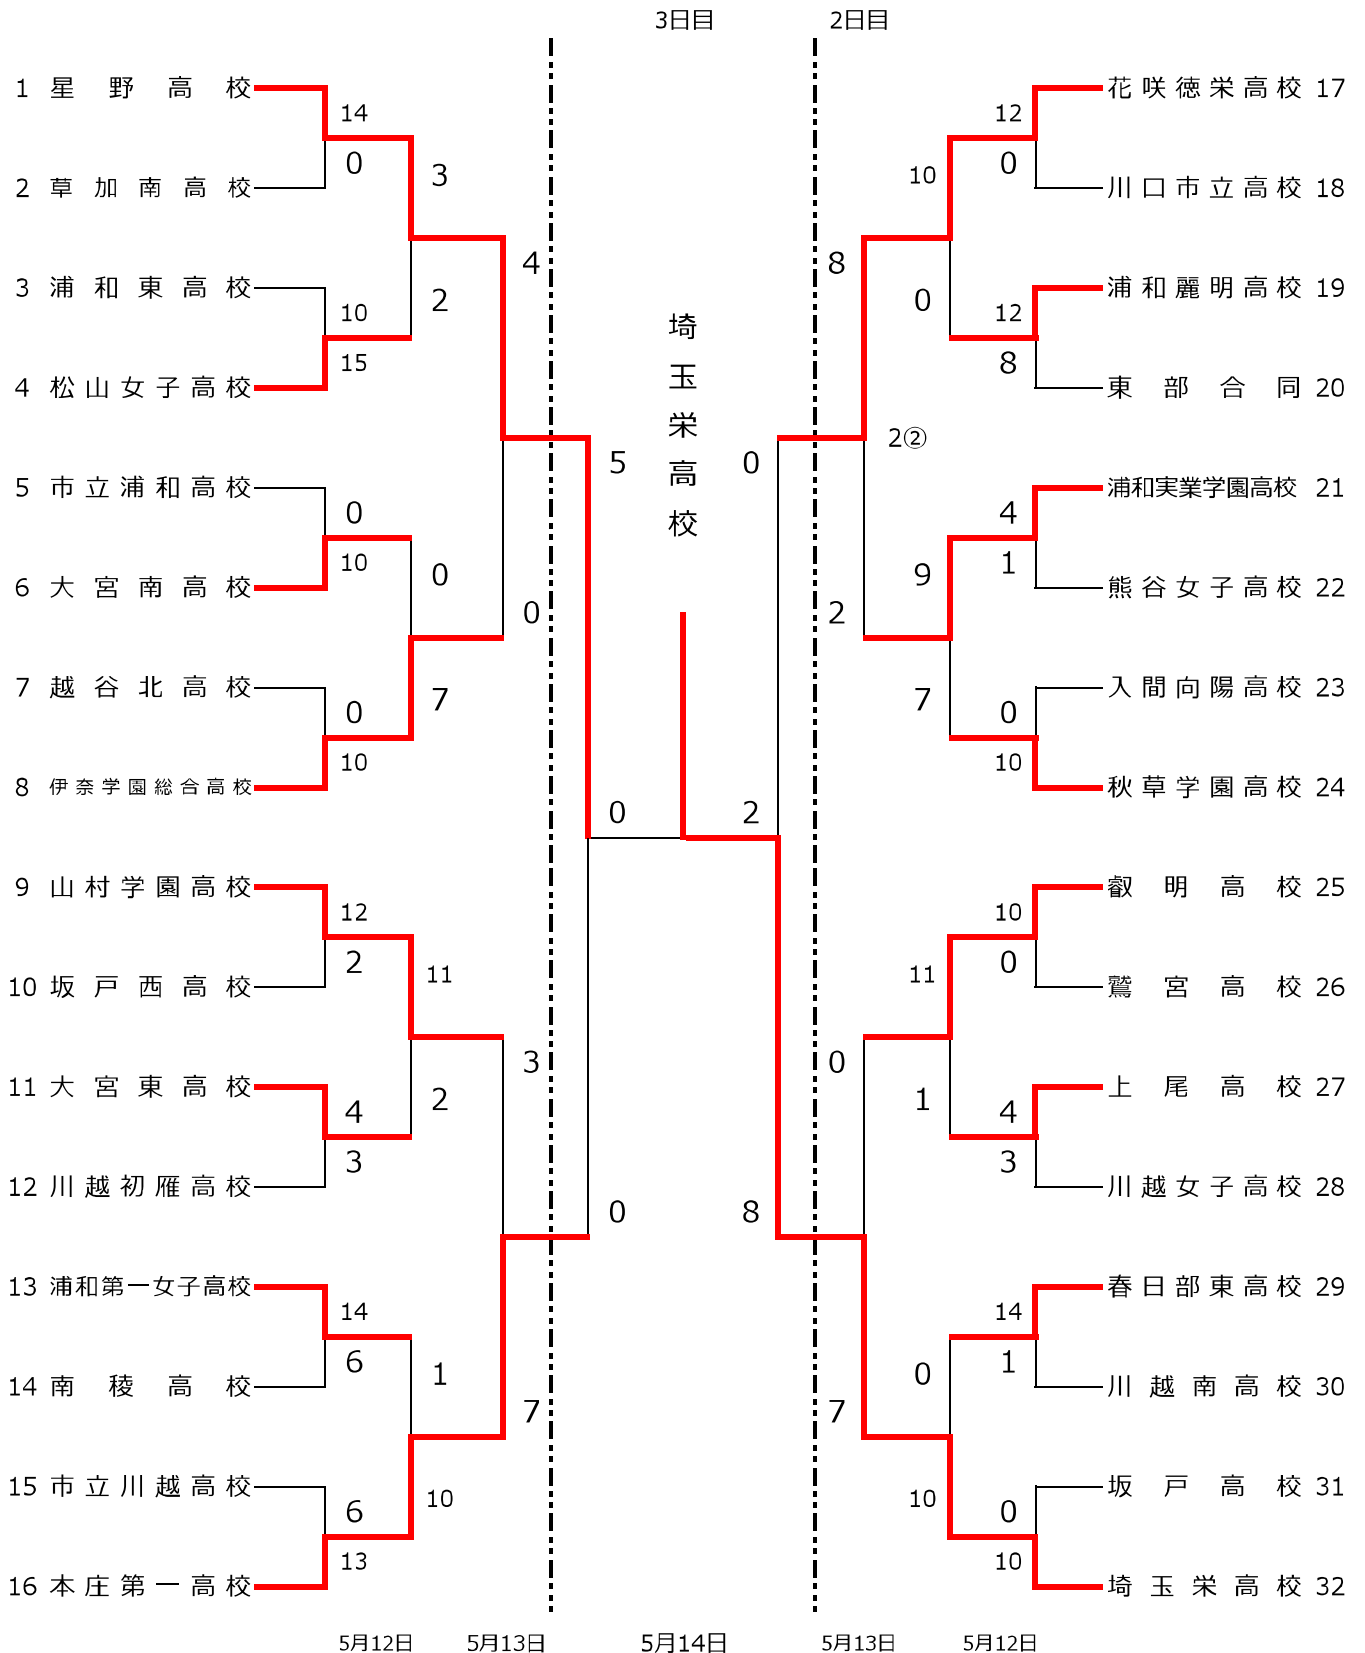 3日目
2日目
1 星野高校
2 草加南高校
3 浦和東高校
4 松山女子高校
5 市立浦和高校
6 大宮南高校
7 越谷北高校
8 伊奈学園総合高校
9 山村学園高校
10 坂戸西高校
11 大宮東高校
12 川越初雁高校
13 浦和第一女子高校
14 南稜高校
15 市立川越高校
16 本庄第一高校
14
0
10
15
0
10
0
10
12
2
4
3
14
6
6
13
3
2
0
7
11
2
1
10
4
0
3
7
5
0
0
埼玉栄高校
0
2
8
8
2②
2
0
7
10
0
9
7
11
1
0
10
12
0
12
8
4
1
0
10
10
0
4
3
14
1
0
10
花咲徳栄高校 17
川口市立高校 18
浦和麗明高校 19
東部合同 20
浦和実業学園高校 21
熊谷女子高校 22
入間向陽高校 23
秋草学園高校 24
叡明高校 25
鷲宮高校 26
上尾高校 27
川越女子高校 28
春日部東高校 29
川越南高校 30
坂戸高校 31
埼玉栄高校 32
5月12日
5月13日
5月14日
5月13日
5月12日